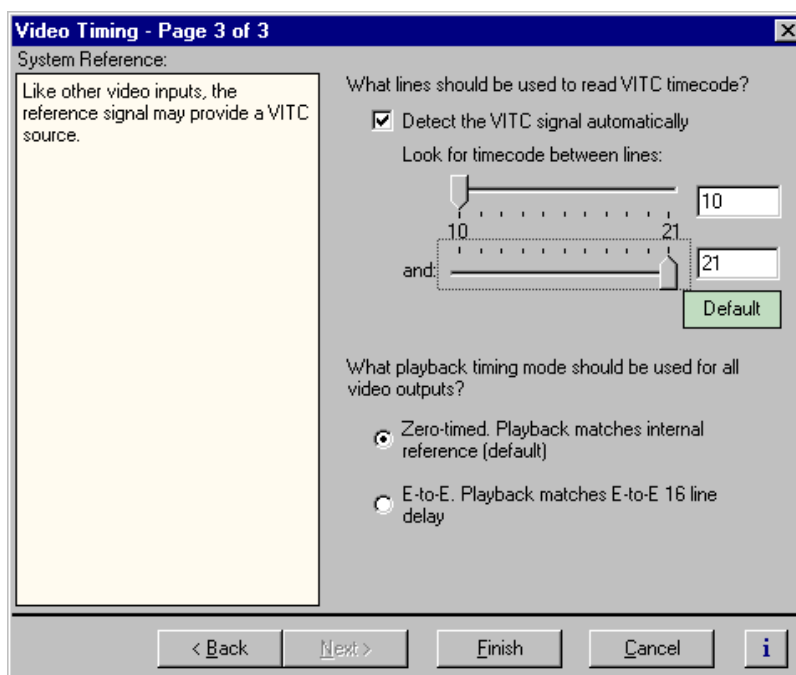 Video Timing - Page 3 of 3
System Reference:
Like other video inputs, the
reference signal may provide a VITC
source.
What lines should be used to read VITC timecode?
Detect the VITC signal automatically
Look for timecode between lines:
10
10 21
and:
21
Default
What playback timing mode should be used for all
video outputs?
Zero-timed. Playback matches internal
reference (default)
E-to-E. Playback matches E-to-E 16 line
delay
< Back Next > Finish Cancel i